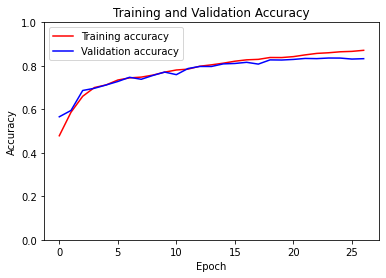 Training and Validation Accuracy
Training accuracy
Validation accuracy
1.0
0.8
0.6
0.4
0.2
0.0
Accuracy
0
5
10
15
20
25
Epoch